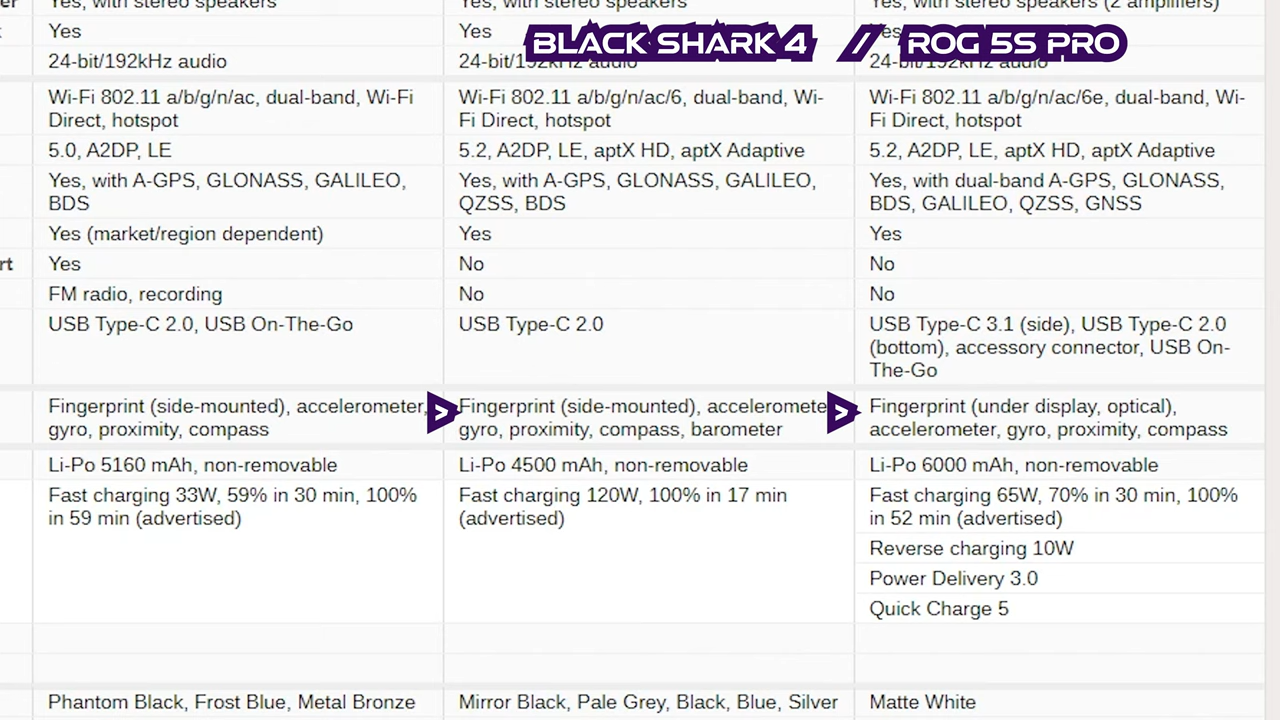 er
Yes, with stereo speakers
Yes, with stereo speakers
Yes, with stereo speakers (2 amplifiers)
BLACK SHARK 4 // ROG 5S PRO
Yes
Yes
Yes
24-bit/192kHz audio
24-bit/192kHz audio
24-bit/192kHz audio
Wi-Fi 802.11 a/b/g/n/ac, dual-band, Wi-Fi
Direct, hotspot
Wi-Fi 802.11 a/b/g/n/ac/6, dual-band, Wi-
Fi Direct, hotspot
Wi-Fi 802.11 a/b/g/n/ac/6e, dual-band, Wi-
Fi Direct, hotspot
5.0, A2DP, LE
5.2, A2DP, LE, aptX HD, aptX Adaptive
5.2, A2DP, LE, aptX HD, aptX Adaptive
Yes, with A-GPS, GLONASS, GALILEO,
BDS
Yes, with A-GPS, GLONASS, GALILEO,
QZSS, BDS
Yes, with dual-band A-GPS, GLONASS,
BDS, GALILEO, QZSS, GNSS
Yes (market/region dependent)
Yes
Yes
rt
Yes
No
No
FM radio, recording
No
No
USB Type-C 2.0, USB On-The-Go
USB Type-C 2.0
USB Type-C 3.1 (side), USB Type-C 2.0
(bottom), accessory connector, USB On-
The-Go
Fingerprint (side-mounted), accelerometer,
gyro, proximity, compass
Fingerprint (side-mounted), acceleromete
gyro, proximity, compass, barometer
Fingerprint (under display, optical),
accelerometer, gyro, proximity, compass
Li-Po 5160 mAh, non-removable
Li-Po 4500 mAh, non-removable
Li-Po 6000 mAh, non-removable
Fast charging 33W, 59% in 30 min, 100%
in 59 min (advertised)
Fast charging 120W, 100% in 17 min
(advertised)
Fast charging 65W, 70% in 30 min, 100%
in 52 min (advertised)
Reverse charging 10W
Power Delivery 3.0
Quick Charge 5
Phantom Black, Frost Blue, Metal Bronze
Mirror Black, Pale Grey, Black, Blue, Silver
Matte White